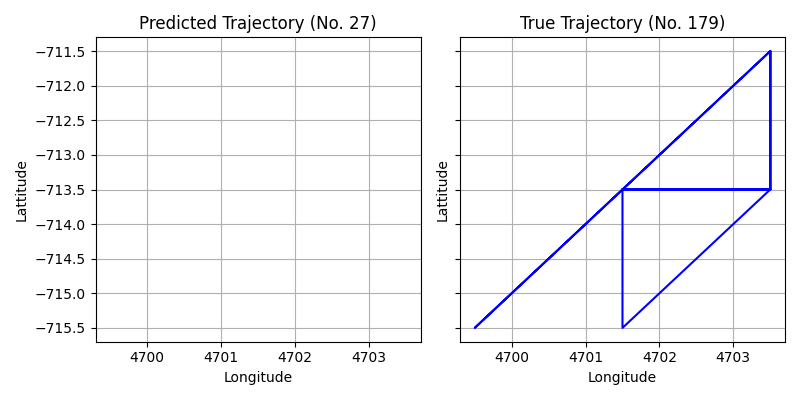 Predicted Trajectory (No. 27)
True Trajectory (No. 179)
Lattitude
−711.5
−712.0
−712.5
−713.0
−713.5
−714.0
−714.5
−715.0
−715.5
4700
4701
4702
4703
Longitude
Lattitude
4700
4701
4702
4703
Longitude